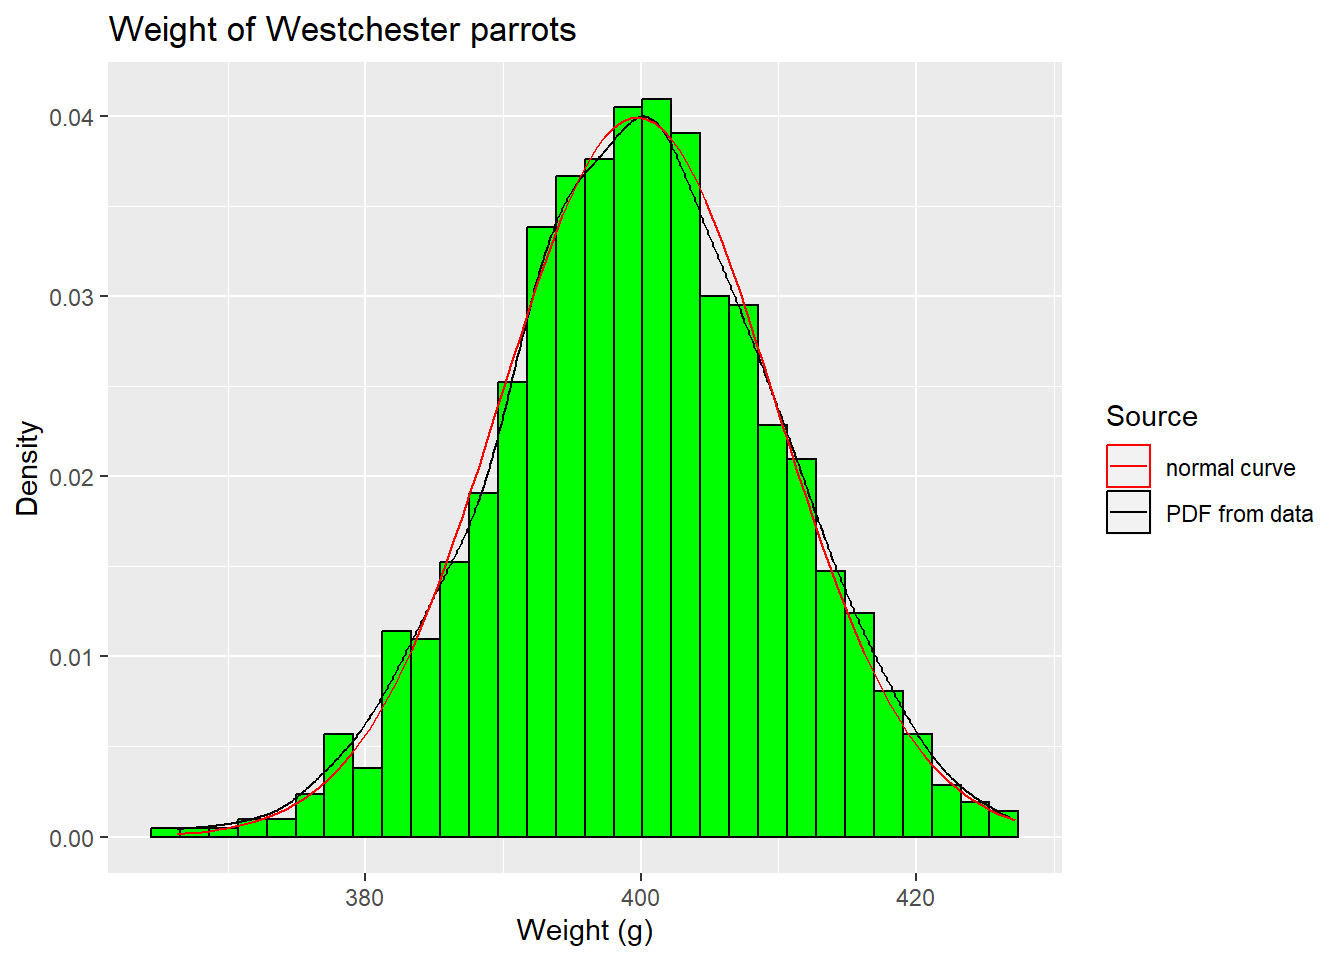 Weight of Westchester parrots
0.04
0.03
0.02
0.01
0.00
Density
380 400 420
Weight (g)
Source
normal curve
PDF from data